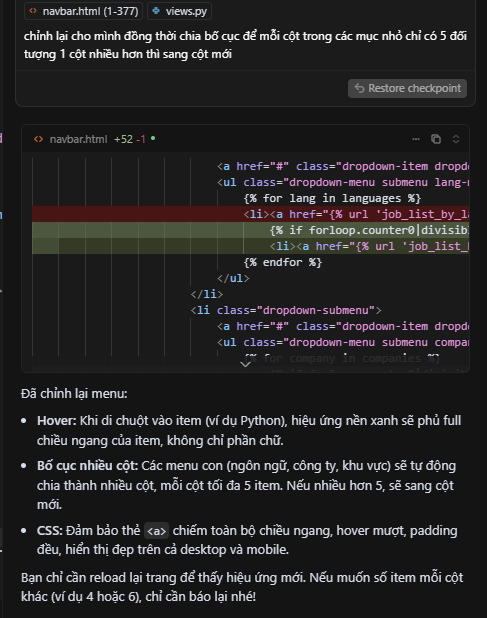 navbar.html (1-377) views.py
chỉnh lại cho mình đồng thời chia bố cục để mỗi cột trong các mục nhỏ chỉ có 5 đối
tượng 1 cột nhiều hơn thì sang cột mới
Restore checkpoint
navbar.html +52 -1
<a href="#" class="dropdown-item dropd
<ul class="dropdown-menu submenu lang-m
{% for lang in languages %}
<li><a href="{% url 'job_list_by_la
{% if forloop.counter0|divisibl
<li><a href="{% url 'job_list_b
{% endfor %}
</ul>
</li>
<li class="dropdown-submenu">
<a href="#" class="dropdown-item dropd
<ul class="dropdown-menu submenu compa
{% for company in companies %}
Đã chỉnh lại menu:
• Hover: Khi di chuột vào item (ví dụ Python), hiệu ứng nền xanh sẽ phủ full
chiều ngang của item, không chỉ phần chữ.
• Bố cục nhiều cột: Các menu con (ngôn ngữ, công ty, khu vực) sẽ tự động
chia thành nhiều cột, mỗi cột tối đa 5 item. Nếu nhiều hơn 5, sẽ sang cột
mới.
• CSS: Đảm bảo thẻ <a> chiếm toàn bộ chiều ngang, hover mượt, padding
đều, hiển thị đẹp trên cả desktop và mobile.
Bạn chỉ cần reload lại trang để thấy hiệu ứng mới. Nếu muốn số item mỗi cột
khác (ví dụ 4 hoặc 6), chỉ cần báo lại nhé!